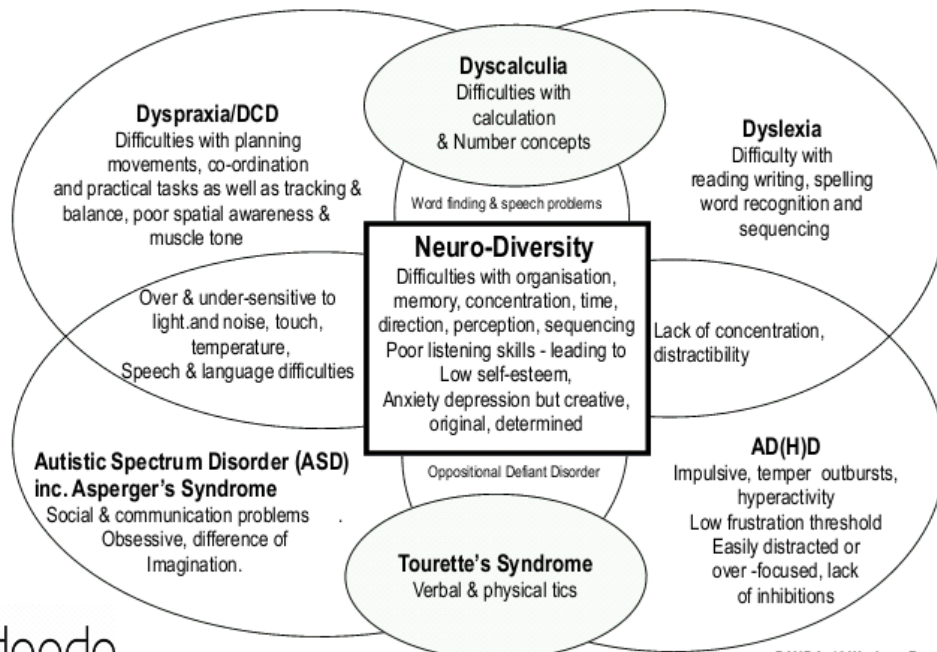 Dyscalculia
Difficulties with
calculation
& Number concepts
Dyspraxia/DCD
Difficulties with planning
movements, co-ordination
and practical tasks as well as tracking &
balance, poor spatial awareness &
muscle tone
Dyslexia
Difficulty with
reading writing, spelling
word recognition and
sequencing
Word finding & speech problems
Neuro-Diversity
Difficulties with organisation,
memory, concentration, time,
direction, perception, sequencing
Poor listening skills - leading to
Low self-esteem,
Anxiety depression but creative,
original, determined
Over & under-sensitive to
light.and noise, touch,
temperature,
Speech & language difficulties
Lack of concentration,
distractibility
Autistic Spectrum Disorder (ASD)
inc. Asperger's Syndrome
Social & communication problems .
Obsessive, difference of
Imagination.
AD(H)D
Impulsive, temper outbursts,
hyperactivity
Low frustration threshold
Easily distracted or
over -focused, lack
of inhibitions
Oppositional Defiant Disorder
Tourette's Syndrome
Verbal & physical tics